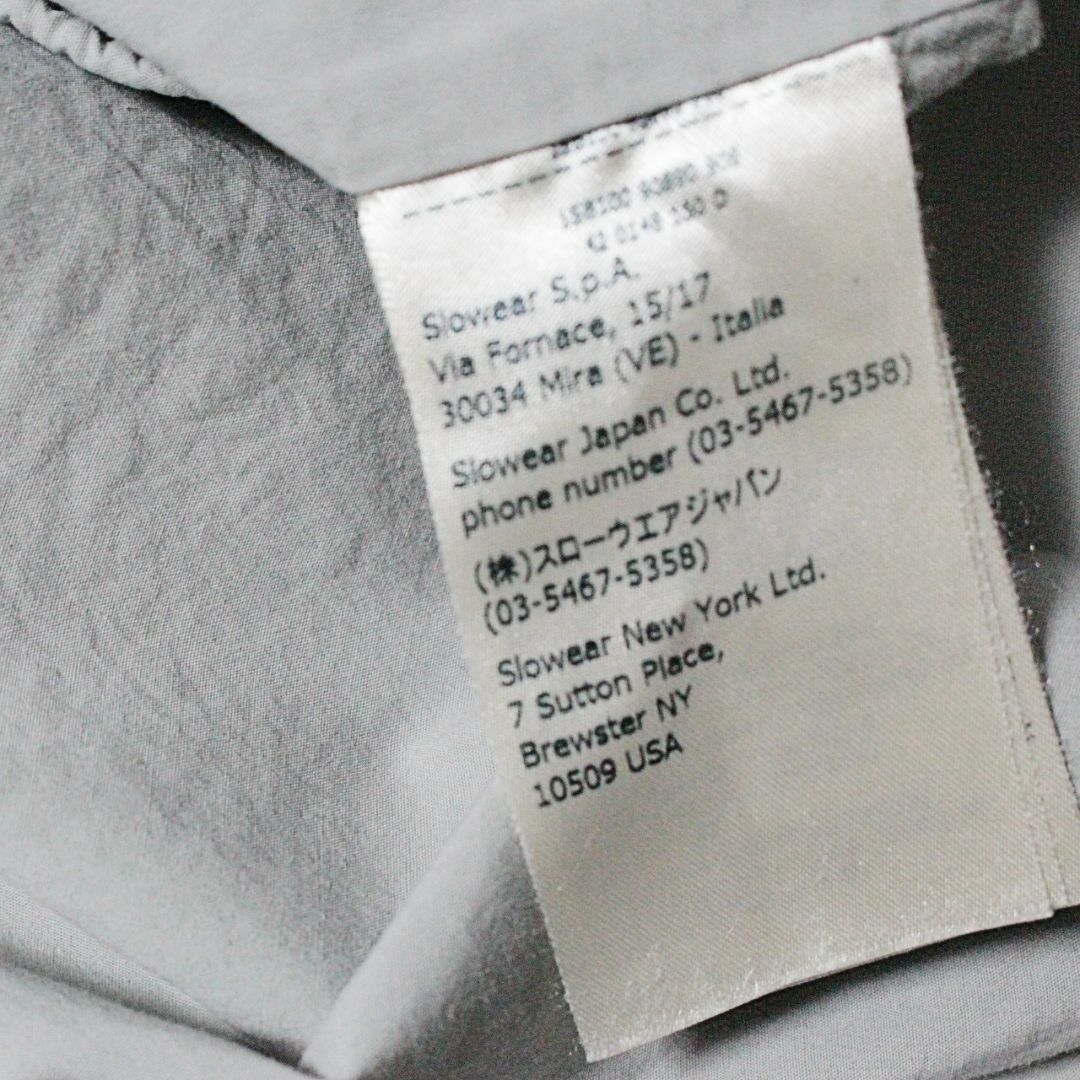 Slowear S.p.A.
Via Fornace, 15/17
30034 Mira (VE) - Italia
Slowear Japan Co. Ltd.
phone number (03-5467-5358)
(株)スローウエアジャパン
(03-5467-5358)
Slowear New York Ltd.
7 Sutton Place,
Brewster NY
10509 USA